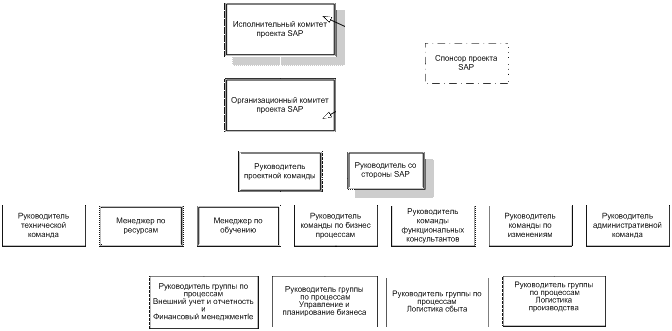 Исполнительный комитет
проекта SAP
Спонсор проекта
SAP
Организационный комитет
проекта SAP
Руководитель
проектной команды
Руководитель со
стороны SAP
Руководитель
технической
команда
Менеджер по
ресурсам
Менеджер по
обучению
Руководитель
команды по бизнес
процессам
Руководитель
команды
функциональных
консультантов
Руководитель
команды по
изменениям
Руководитель
административной
команда
Руководитель группы
по процессам
Внешний учет и отчетность
и
Финансовый менеджментle
Руководитель группы
по процессам
Управление и
планирование бизнеса
Руководитель группы по
процессам
Логистика сбыта
Руководитель группы
по процессам
Логистика
производства